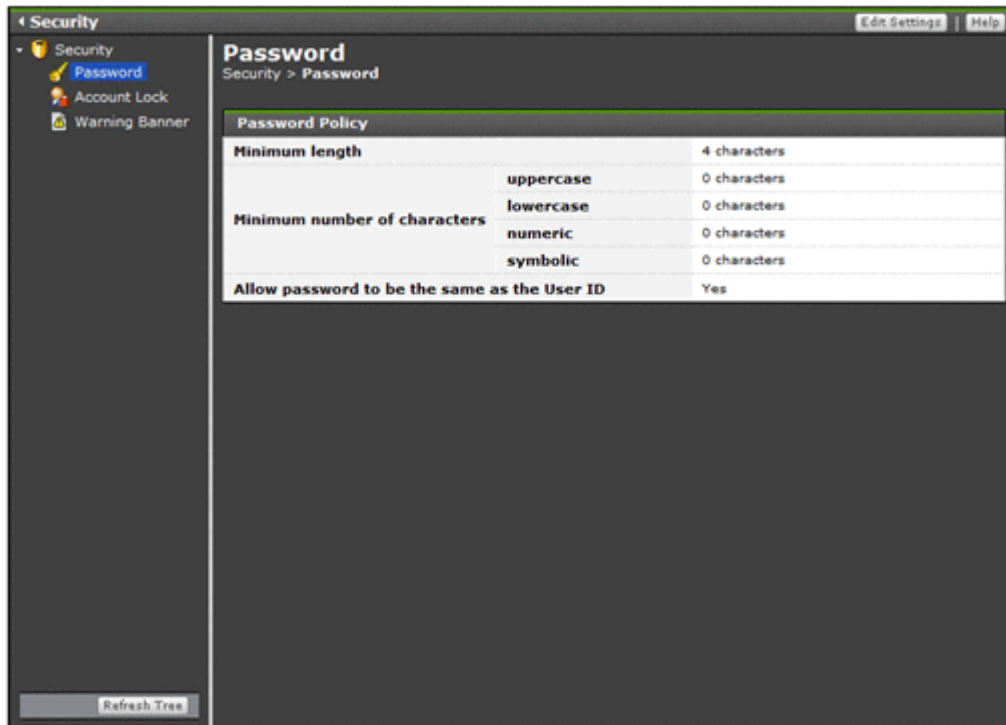 Security
Edit Settings | Help
Security
Password
Account Lock
Warning Banner
Refresh Tree
Password
Security > Password
Password Policy
Minimum length 4 characters
Minimum number of characters
uppercase 0 characters
lowercase 0 characters
numeric 0 characters
symbolic 0 characters
Allow password to be the same as the User ID Yes